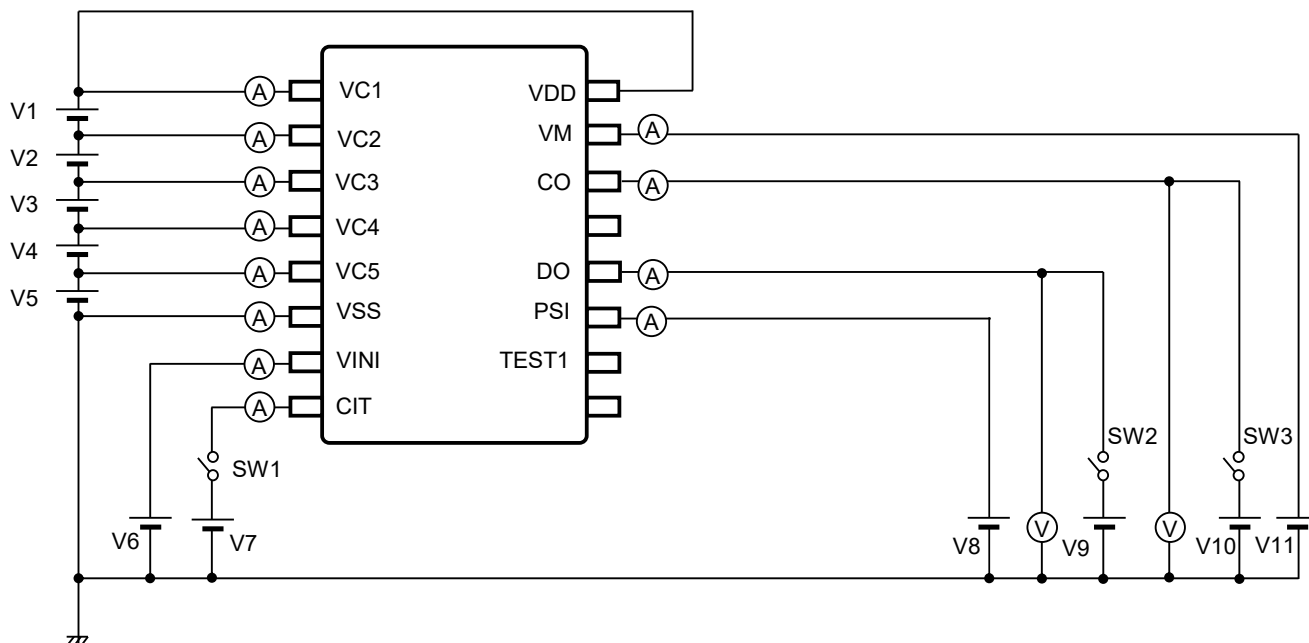 A VC1 VDD
V1
A VC2 VM A
V2
A VC3 CO A
V3
A VC4
V4
A VC5 DO A
V5
A VSS PSI A
A VINI TEST1
A CIT
SW1 SW2 SW3
V6 V7 V8 V V9 V V10 V11